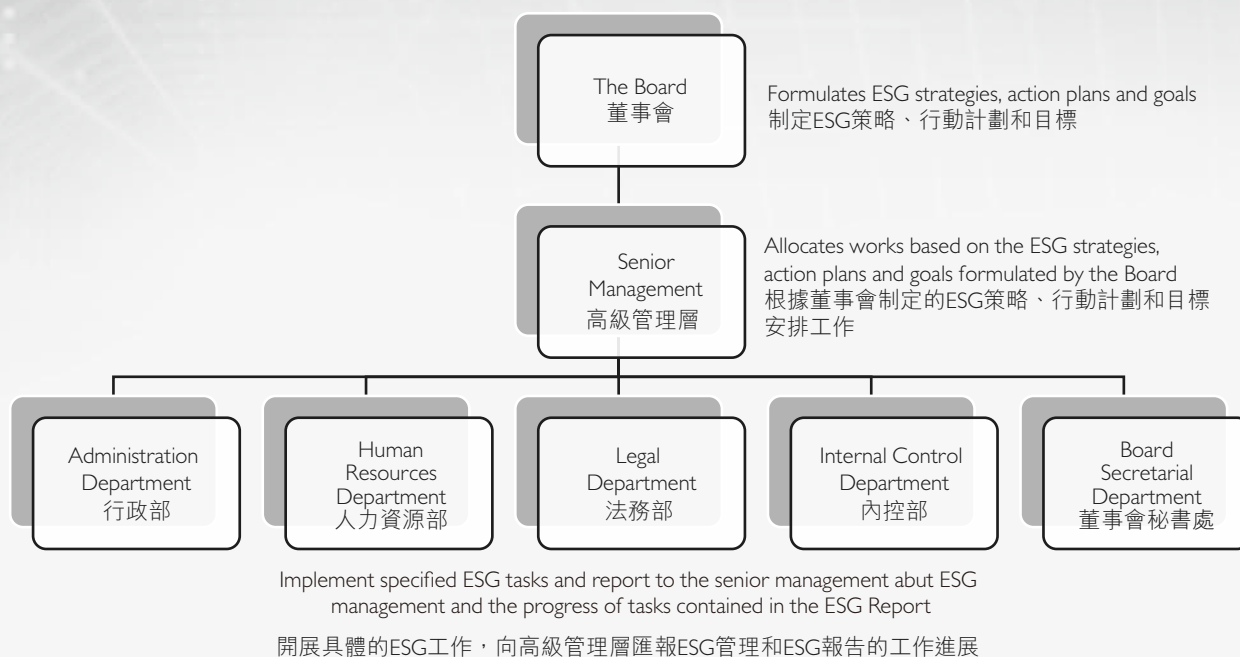 The Board
董事會
Formulates ESG strategies, action plans and goals
制定ESG策略、行動計劃和目標
Senior
Management
高級管理層
Allocates works based on the ESG strategies,
action plans and goals formulated by the Board
根據董事會制定的ESG策略、行動計劃和目標
安排工作
Administration
Department
行政部
Human
Resources
Department
人力資源部
Legal
Department
法務部
Internal Control
Department
內控部
Board
Secretarial
Department
董事會秘書處
Implement specified ESG tasks and report to the senior management abut ESG
management and the progress of tasks contained in the ESG Report
開展具體的ESG工作，向高級管理層匯報ESG管理和ESG報告的工作進展